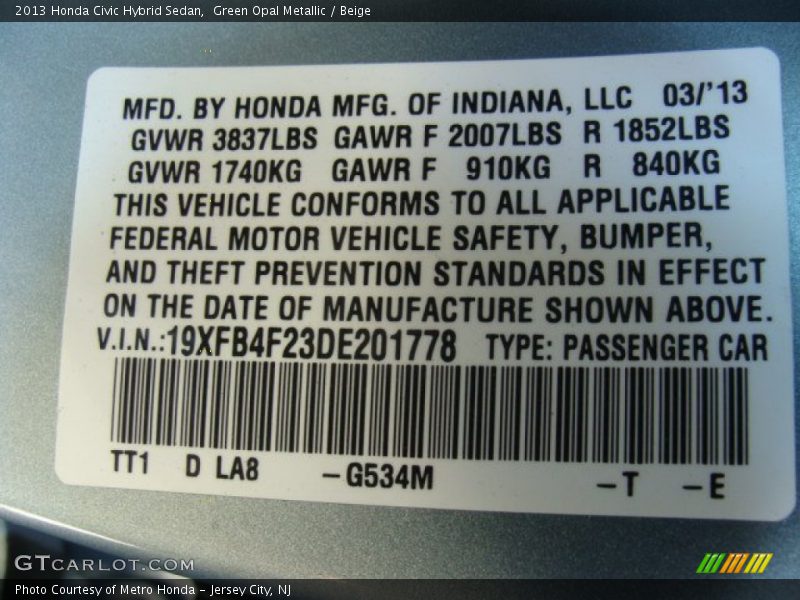 2013 Honda Civic Hybrid Sedan,  Green Opal Metallic / Beige
MFD. BY HONDA MFG. OF INDIANA, LLC 03/'13
GVWR 3837LBS GAWR F 2007LBS R 1852LBS
GVWR 1740KG GAWR F 910KG R 840KG
THIS VEHICLE CONFORMS TO ALL APPLICABLE
FEDERAL MOTOR VEHICLE SAFETY, BUMPER,
AND THEFT PREVENTION STANDARDS IN EFFECT
ON THE DATE OF MANUFACTURE SHOWN ABOVE.
V.I.N.:19XFB4F23DE201778 TYPE: PASSENGER CAR
TT1 D LA8 -G534M -T -E
GTCARLOT.COM
Photo Courtesy of Metro Honda - Jersey City, NJ